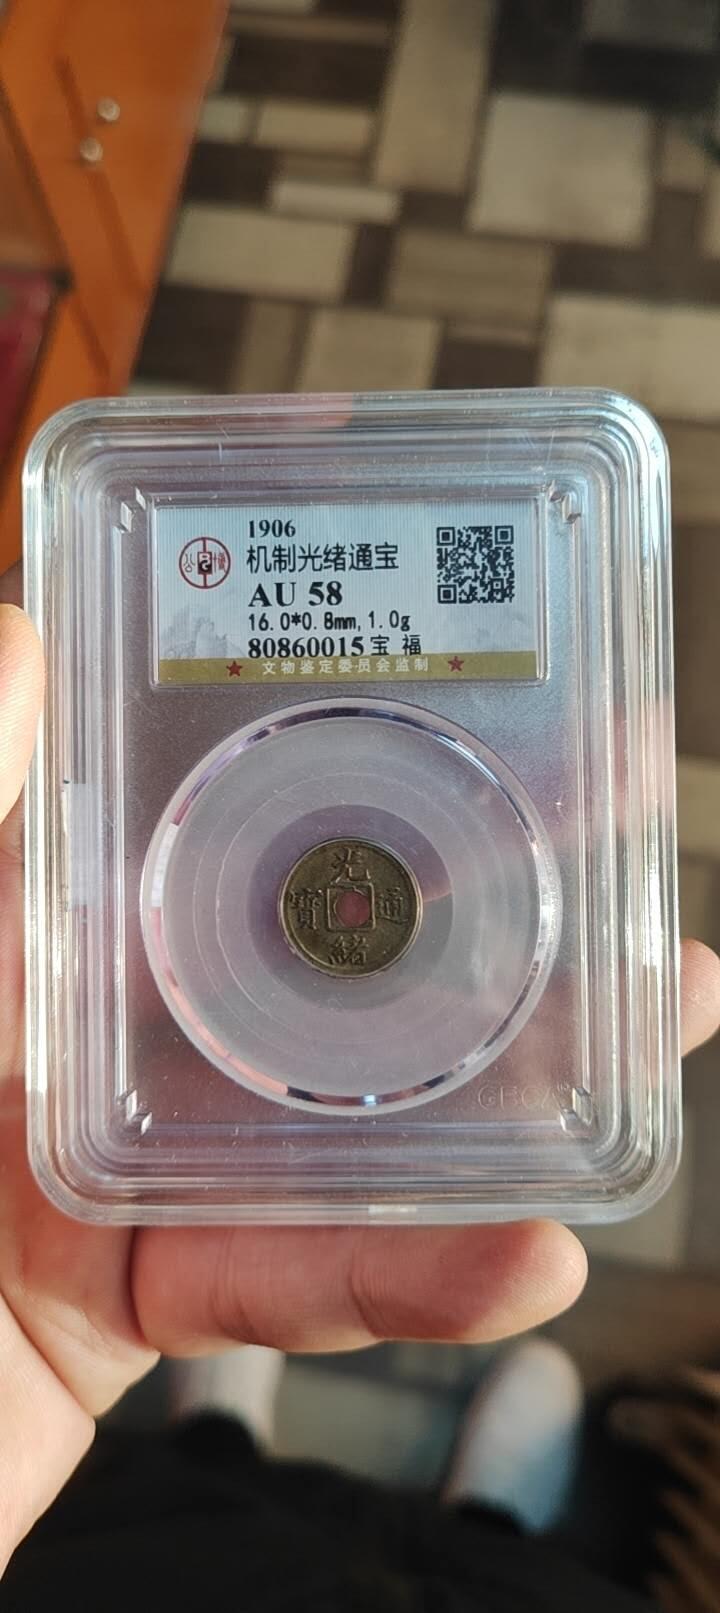 1906
机制光绪通宝
AU 58
16.0*0.8mm,1.0g
80860015宝 福
文物鉴定委员会监制
光
寶 通
緒